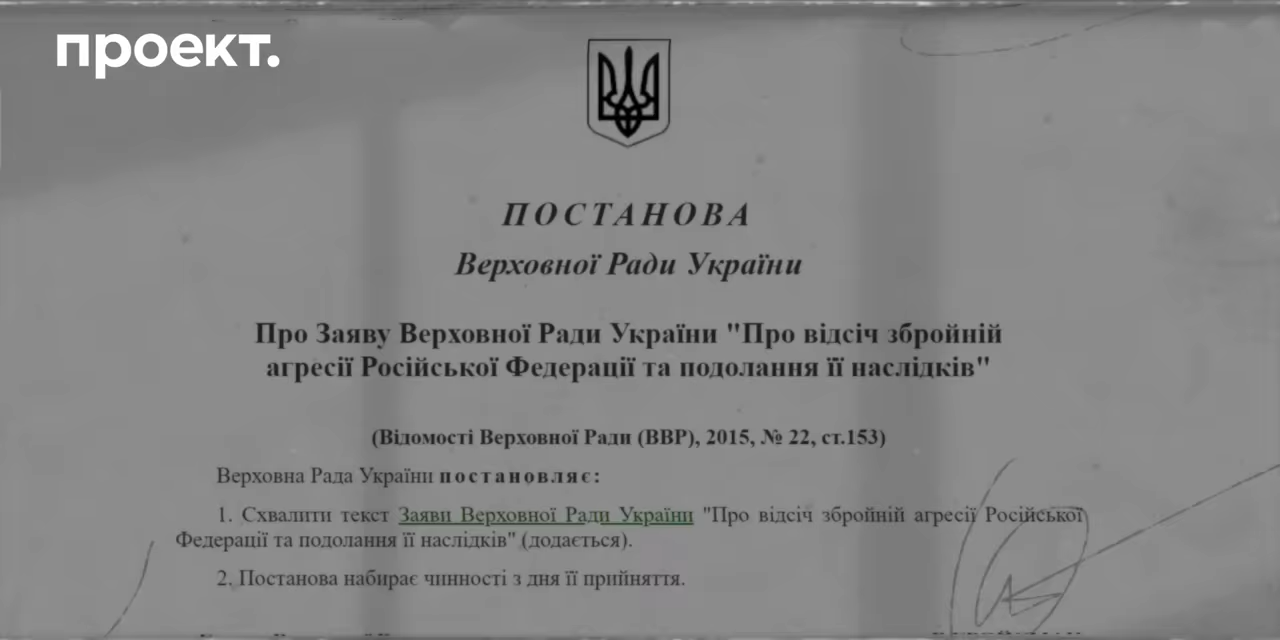 проект.
ПОСТАНОВА
Верховної Ради України
Про Заяву Верховної Ради України "Про відсіч збройній
агресії Російської Федерації та подолання її наслідків"
(Відомості Верховної Ради (ВВР), 2015, № 22, ст.153)
Верховна Рада України постановляє:
1. Схвалити текст Заяви Верховної Ради України "Про відсіч збройній агресії Російської
Федерації та подолання її наслідків" (додається).
2. Постанова набирає чинності з дня її прийняття.